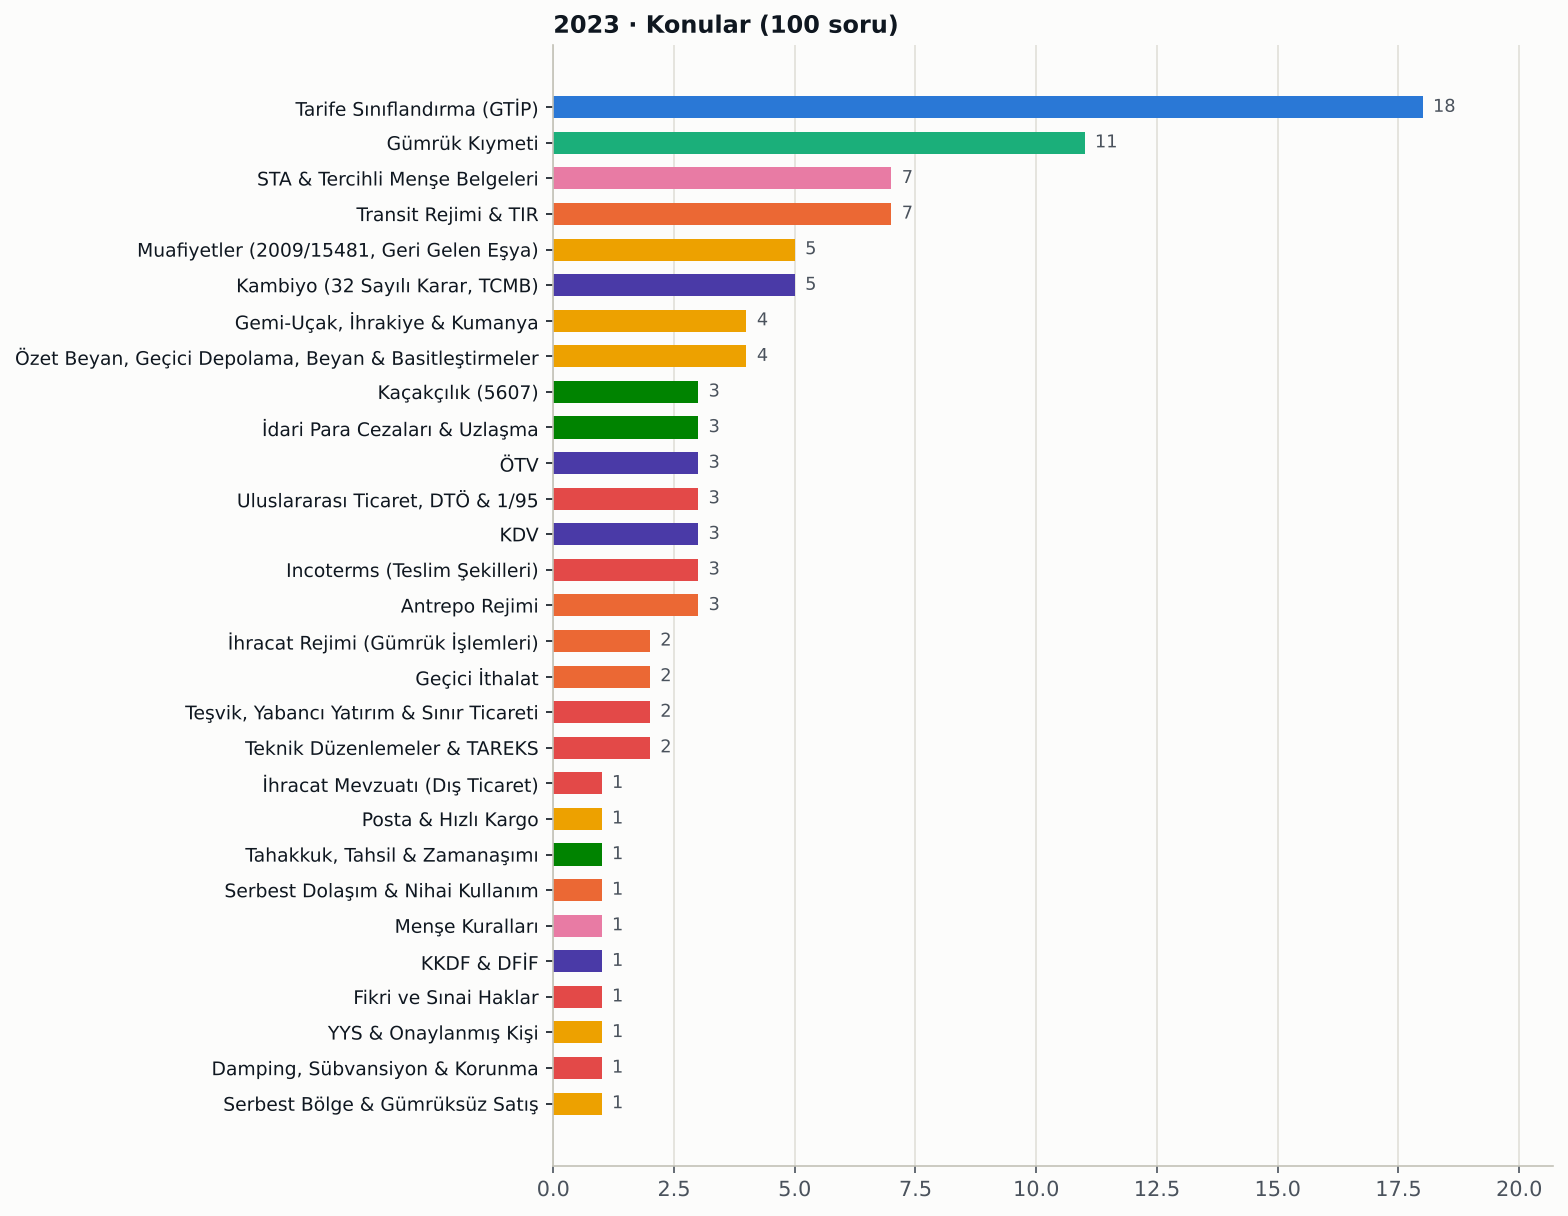 2023 · Konular (100 soru)
Tarife Sınıflandırma (GTİP) 18
Gümrük Kıymeti 11
STA & Tercihli Menşe Belgeleri 7
Transit Rejimi & TIR 7
Muafiyetler (2009/15481, Geri Gelen Eşya) 5
Kambiyo (32 Sayılı Karar, TCMB) 5
Gemi-Uçak, İhrakiye & Kumanya 4
Özet Beyan, Geçici Depolama, Beyan & Basitleştirmeler 4
Kaçakçılık (5607) 3
İdari Para Cezaları & Uzlaşma 3
ÖTV 3
Uluslararası Ticaret, DTÖ & 1/95 3
KDV 3
Incoterms (Teslim Şekilleri) 3
Antrepo Rejimi 3
İhracat Rejimi (Gümrük İşlemleri) 2
Geçici İthalat 2
Teşvik, Yabancı Yatırım & Sınır Ticareti 2
Teknik Düzenlemeler & TAREKS 2
İhracat Mevzuatı (Dış Ticaret) 1
Posta & Hızlı Kargo 1
Tahakkuk, Tahsil & Zamanaşımı 1
Serbest Dolaşım & Nihai Kullanım 1
Menşe Kuralları 1
KKDF & DFİF 1
Fikri ve Sınai Haklar 1
YYS & Onaylanmış Kişi 1
Damping, Sübvansiyon & Korunma 1
Serbest Bölge & Gümrüksüz Satış 1
0.0 2.5 5.0 7.5 10.0 12.5 15.0 17.5 20.0